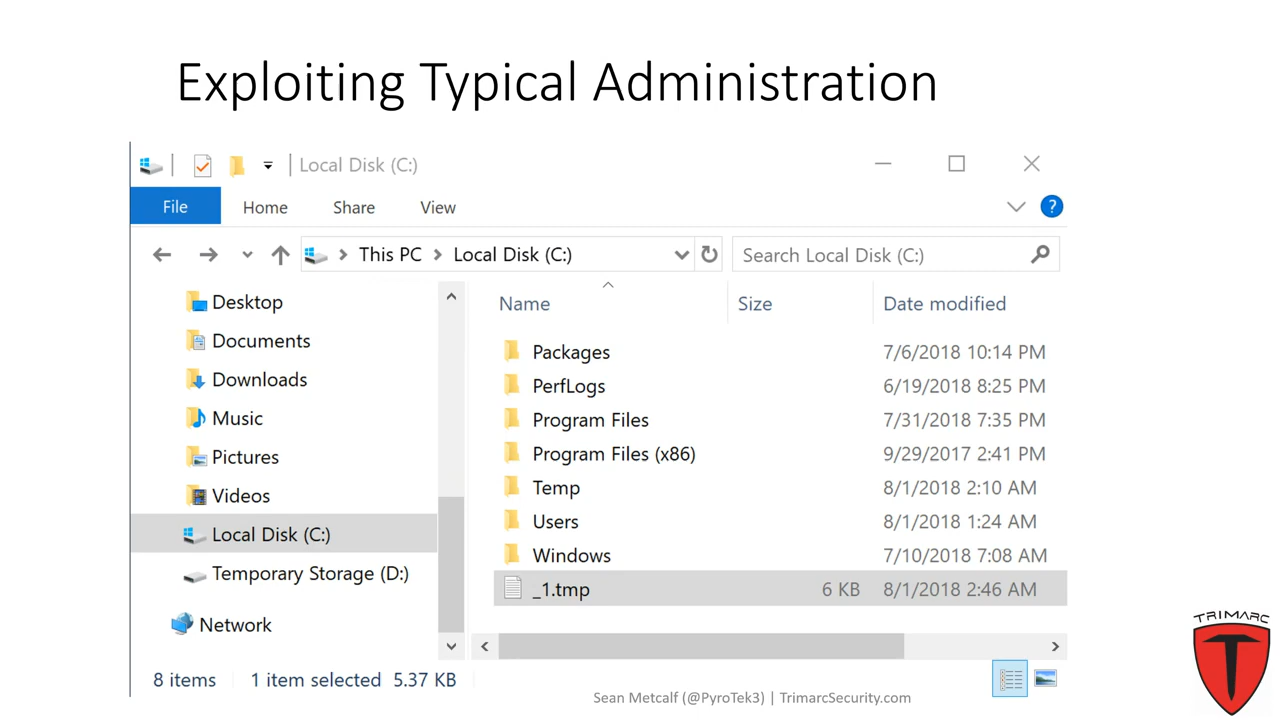 Exploiting Typical Administration
Local Disk (C:)
File Home Share View
This PC Local Disk (C:) Search Local Disk (C:)
Name Size Date modified
Desktop
Documents
Downloads
Music
Pictures
Videos
Local Disk (C:)
Temporary Storage (D:)
Network
Packages 7/6/2018 10:14 PM
PerfLogs 6/19/2018 8:25 PM
Program Files 7/31/2018 7:35 PM
Program Files (x86) 9/29/2017 2:41 PM
Temp 8/1/2018 2:10 AM
Users 8/1/2018 1:24 AM
Windows 7/10/2018 7:08 AM
_1.tmp 6 KB 8/1/2018 2:46 AM
8 items 1 item selected 5.37 KB
Sean Metcalf (@PyroTek3) | TrimarcSecurity.com
TRIMARC